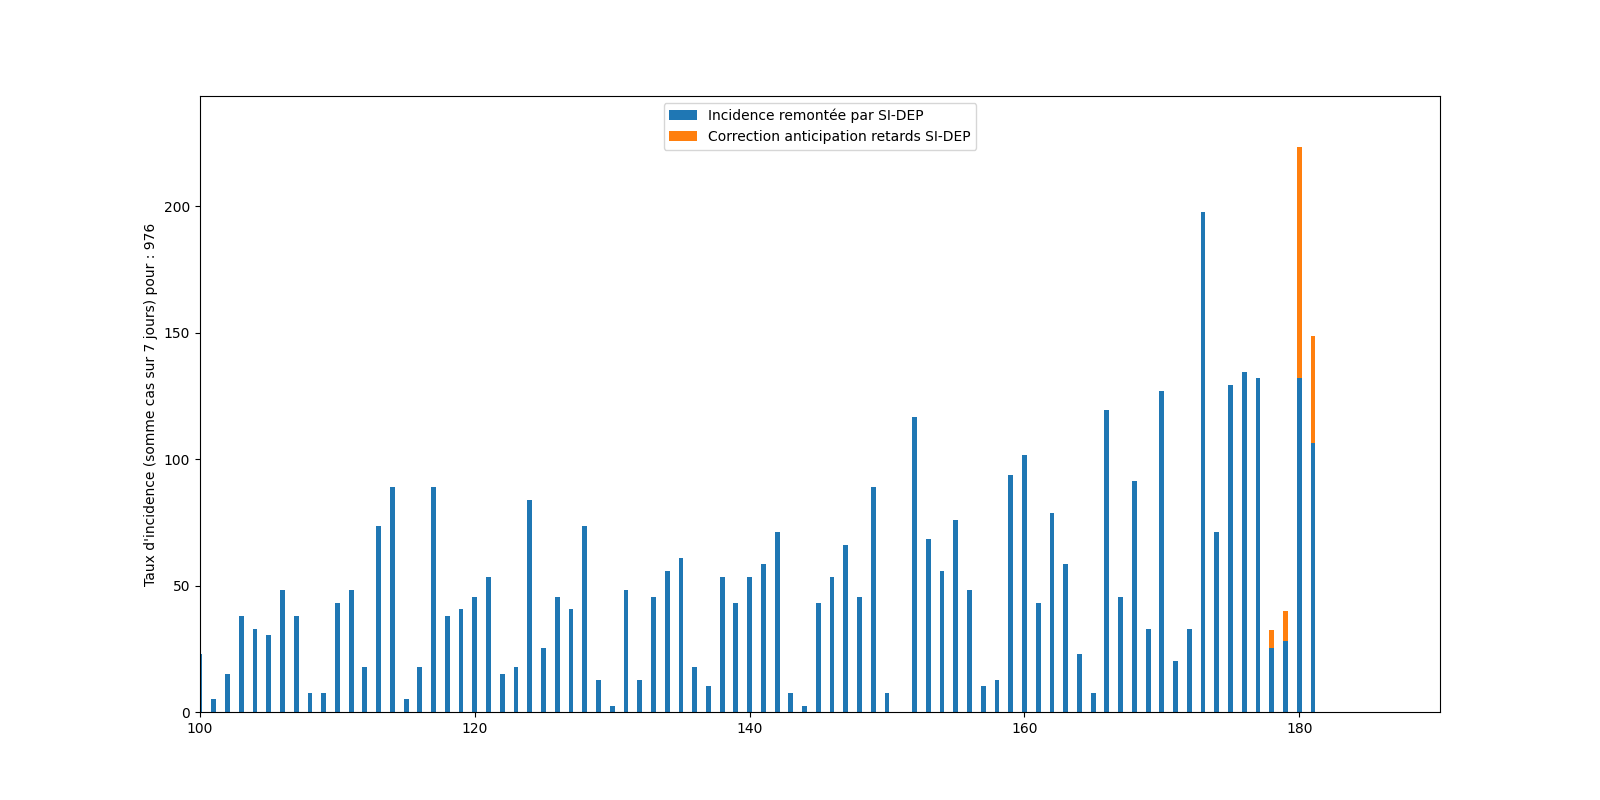 Incidence remontée par SI-DEP
Correction anticipation retards SI-DEP
Taux d'incidence (somme cas sur 7 jours) pour : 976
200
150
100
50
0
100 120 140 160 180